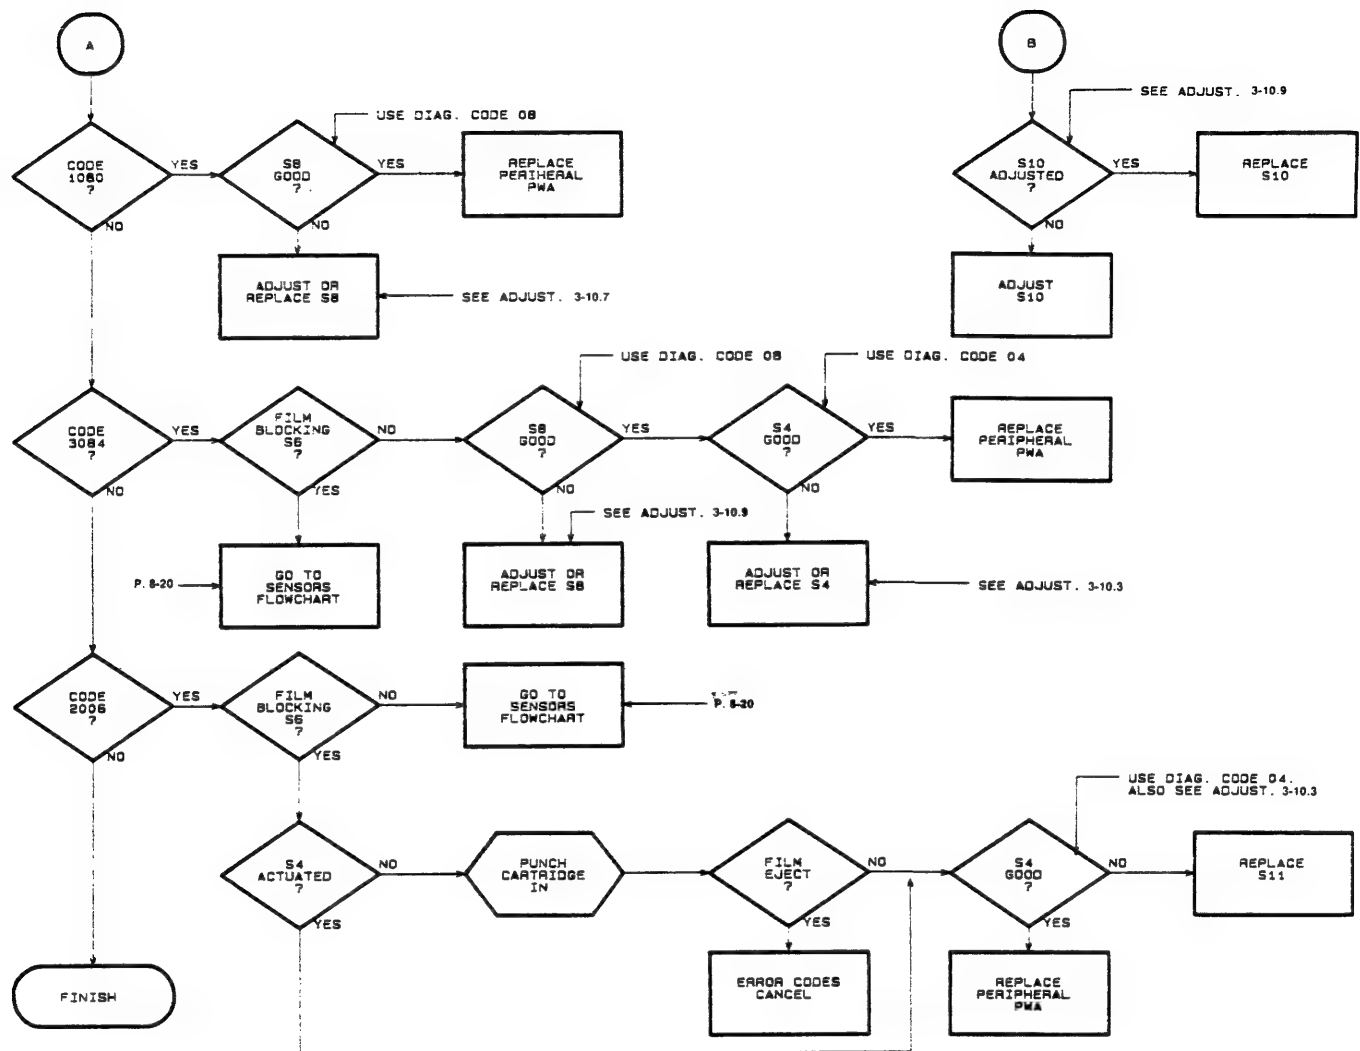 A
B
SEE ADJUST. 3-10.9
USE DIAG. CODE 08
CODE
1080
?
YES
NO
S8
GOOD
?
YES
NO
REPLACE
PERIHERAL
PWA
S10
ADJUSTED
?
YES
NO
REPLACE
S10
ADJUST OR
REPLACE S8
SEE ADJUST. 3-10.7
ADJUST
S10
USE DIAG. CODE 08
USE DIAG. CODE 04
CODE
3084
?
YES
NO
FILM
BLOCKING
S6
?
NO
YES
S8
GOOD
?
YES
NO
S4
GOOD
?
YES
NO
REPLACE
PERIPHERAL
PWA
SEE ADJUST. 3-10.9
P. 8-20
GO TO
SENSORS
FLOWCHART
ADJUST OR
REPLACE S8
ADJUST OR
REPLACE S4
SEE ADJUST. 3-10.3
CODE
2006
?
YES
NO
FILM
BLOCKING
S6
?
NO
YES
GO TO
SENSORS
FLOWCHART
P. 8-20
USE DIAG. CODE 04.
ALSO SEE ADJUST. 3-10.3
S4
ACTUATED
?
NO
YES
PUNCH
CARTRIDGE
IN
FILM
EJECT
?
NO
YES
S4
GOOD
?
NO
YES
REPLACE
S11
FINISH
ERROR CODES
CANCEL
REPLACE
PERIPHERAL
PWA